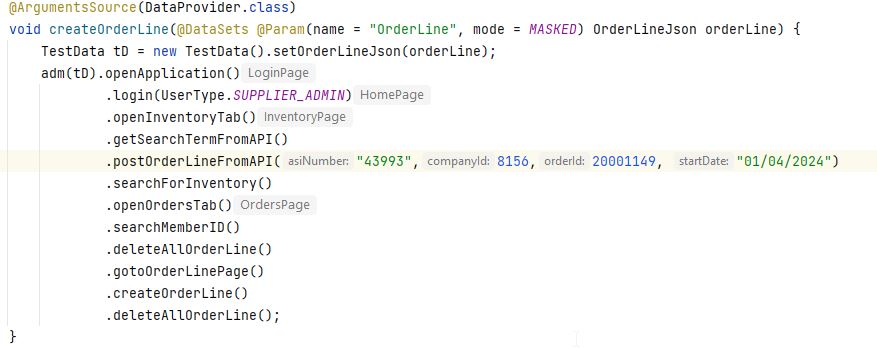 @ArgumentsSource(DataProvider.class)
void createOrderLine(@DataSets @Param(name = "OrderLine", mode = MASKED) OrderLineJson orderLine) {
    TestData tD = new TestData().setOrderLineJson(orderLine);
    adm(tD).openApplication() LoginPage
            .login(UserType.SUPPLIER_ADMIN) HomePage
            .openInventoryTab() InventoryPage
            .getSearchTermFromAPI()
            .postOrderLineFromAPI( asiNumber: "43993", companyId: 8156, orderId: 20001149, startDate: "01/04/2024")
            .searchForInventory()
            .openOrdersTab() OrdersPage
            .searchMemberID()
            .deleteAllOrderLine()
            .gotoOrderLinePage()
            .createOrderLine()
            .deleteAllOrderLine();
}